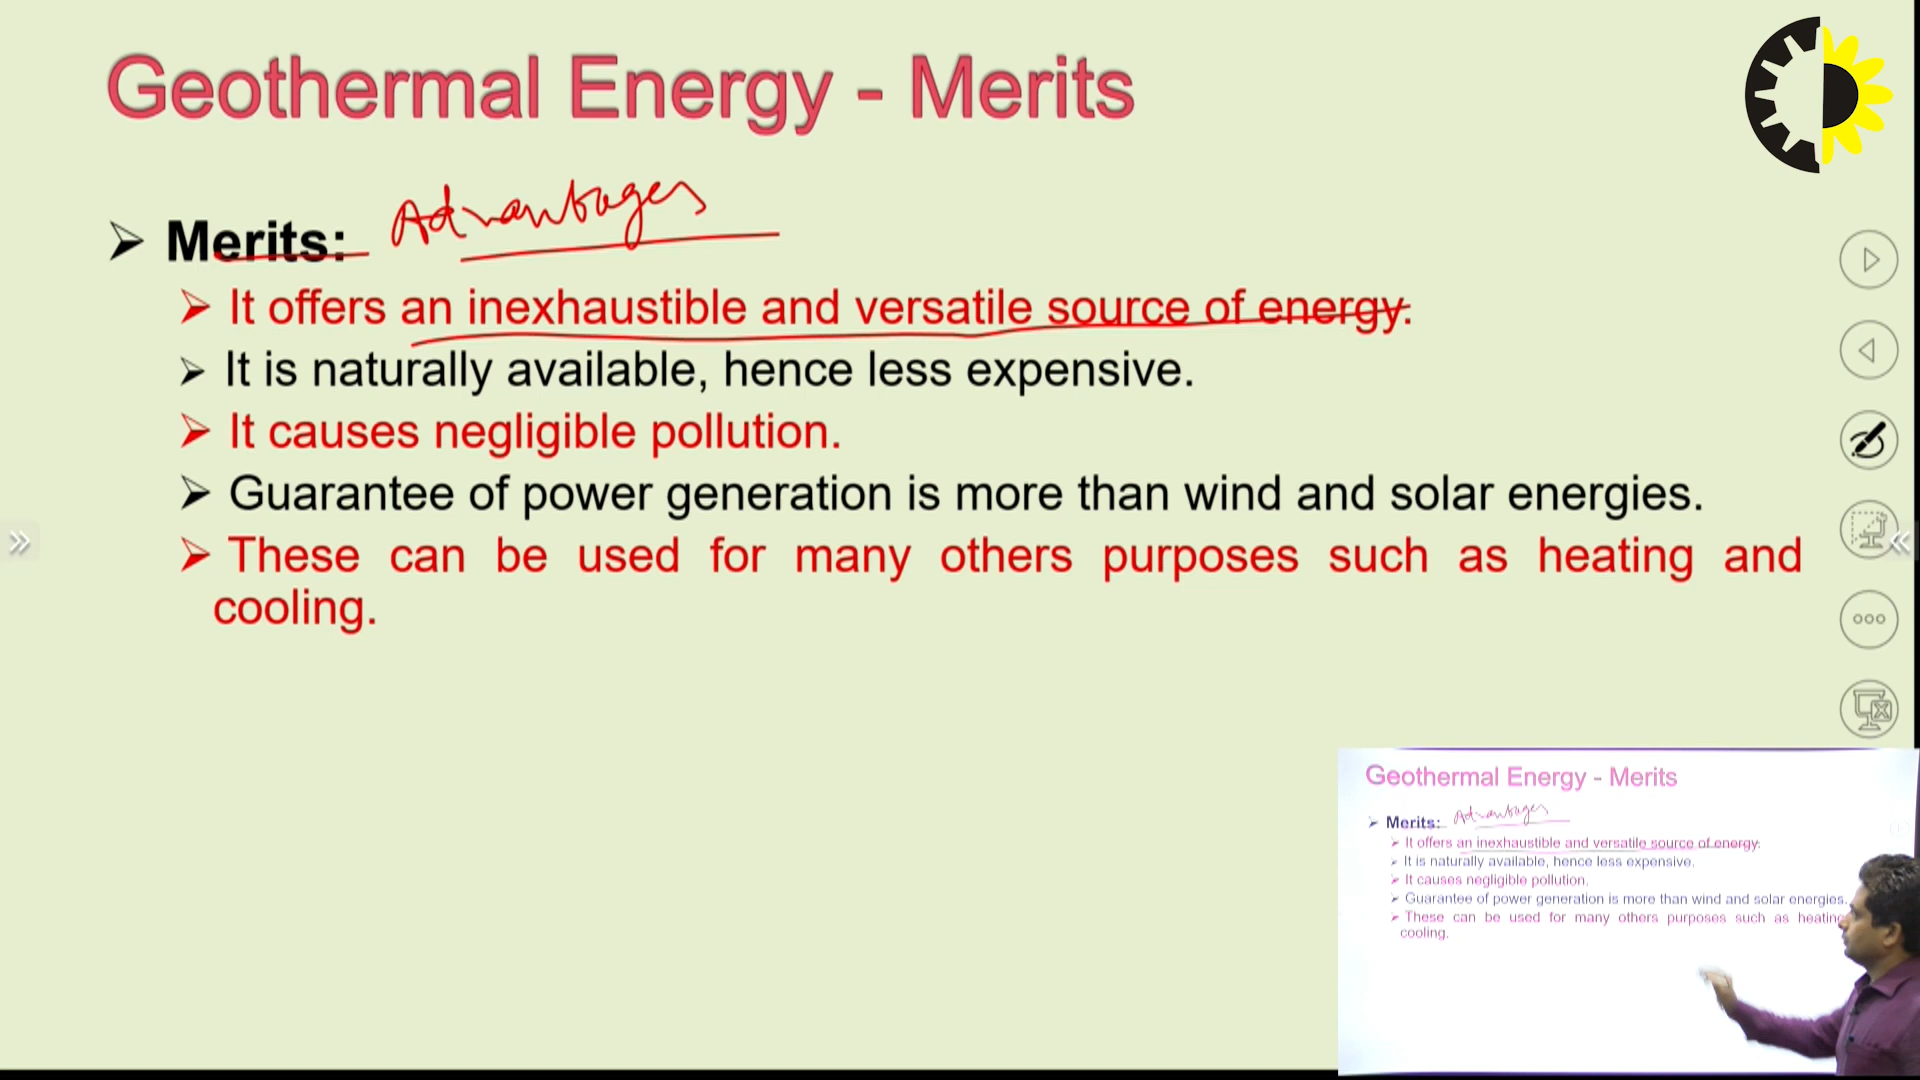 Geothermal Energy - Merits
➢ Merits: Advantages
➢ It offers an inexhaustible and versatile source of energy.
➢ It is naturally available, hence less expensive.
➢ It causes negligible pollution.
➢ Guarantee of power generation is more than wind and solar energies.
➢ These can be used for many others purposes such as heating and
cooling.
Geothermal Energy - Merits
➢ Merits: Advantages
➢ It offers an inexhaustible and versatile source of energy.
➢ It is naturally available, hence less expensive.
➢ It causes negligible pollution.
➢ Guarantee of power generation is more than wind and solar energies.
➢ These can be used for many others purposes such as heating
cooling.